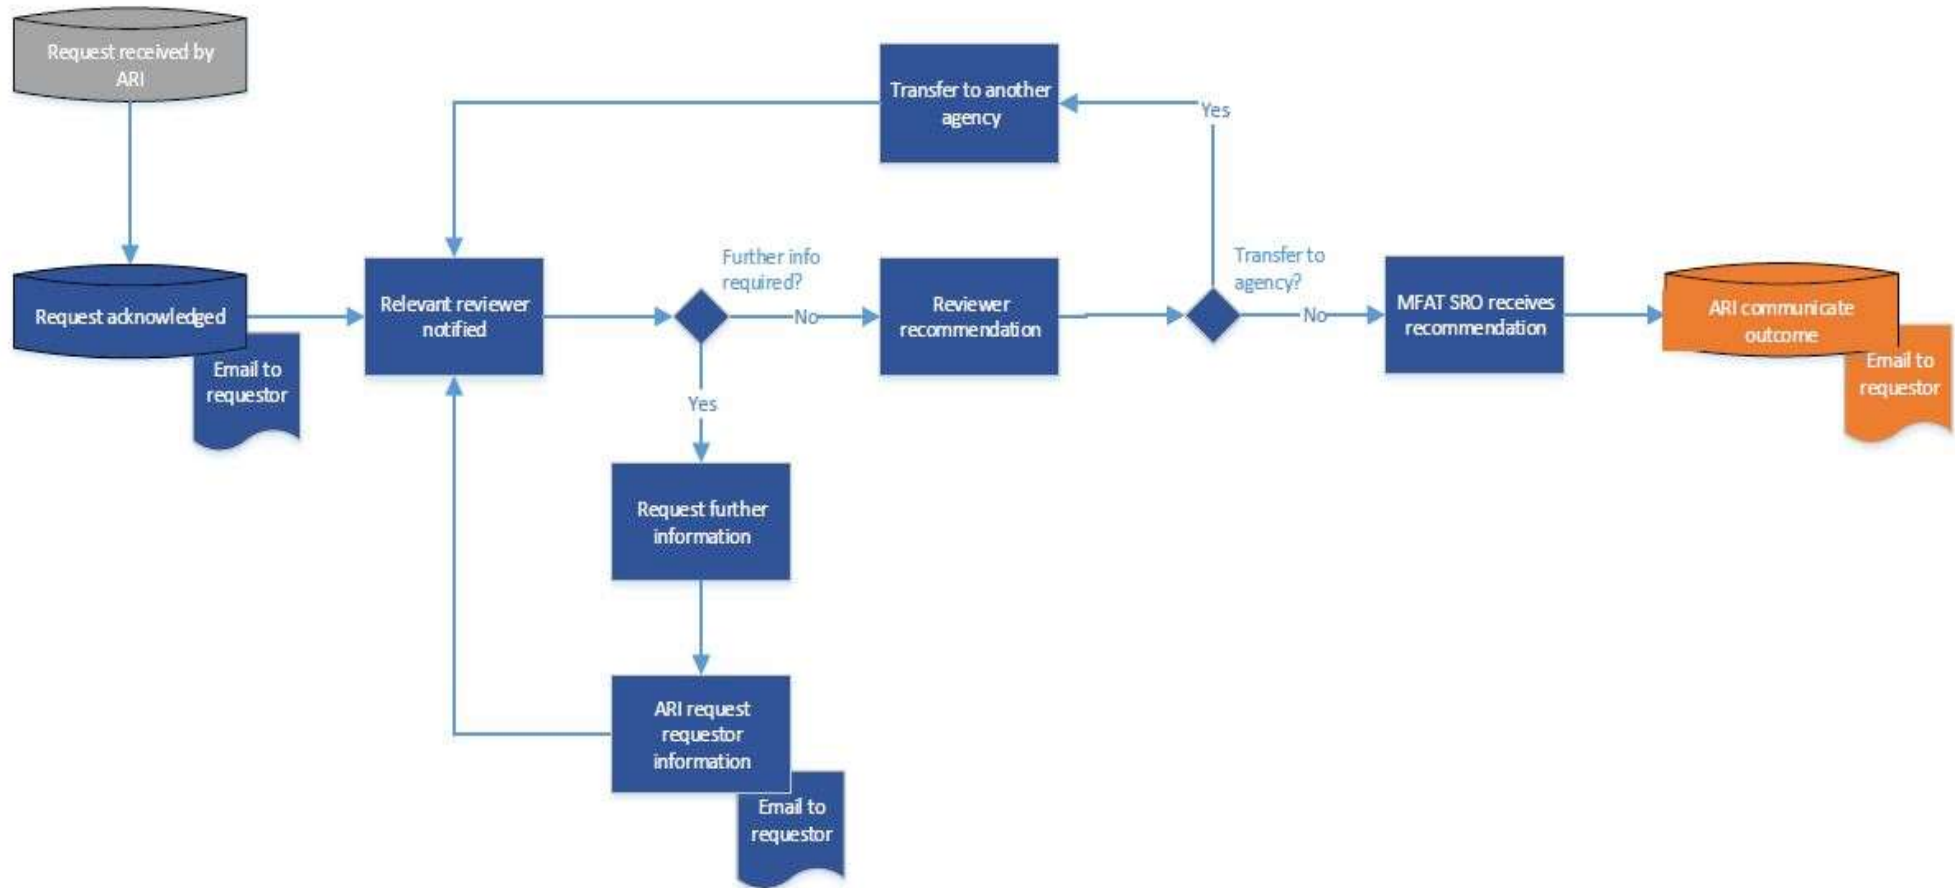 Request received by
ARI
Transfer to another
agency
Yes
Request acknowledged
Email to
requestor
Relevant reviewer
notified
Further info
required?
No
Reviewer
recommendation
Transfer to
agency?
No
MFAT SRO receives
recommendation
ARI communicate
outcome
Email to
requestor
Yes
Request further
information
ARI request
requestor
information
Email to
requestor